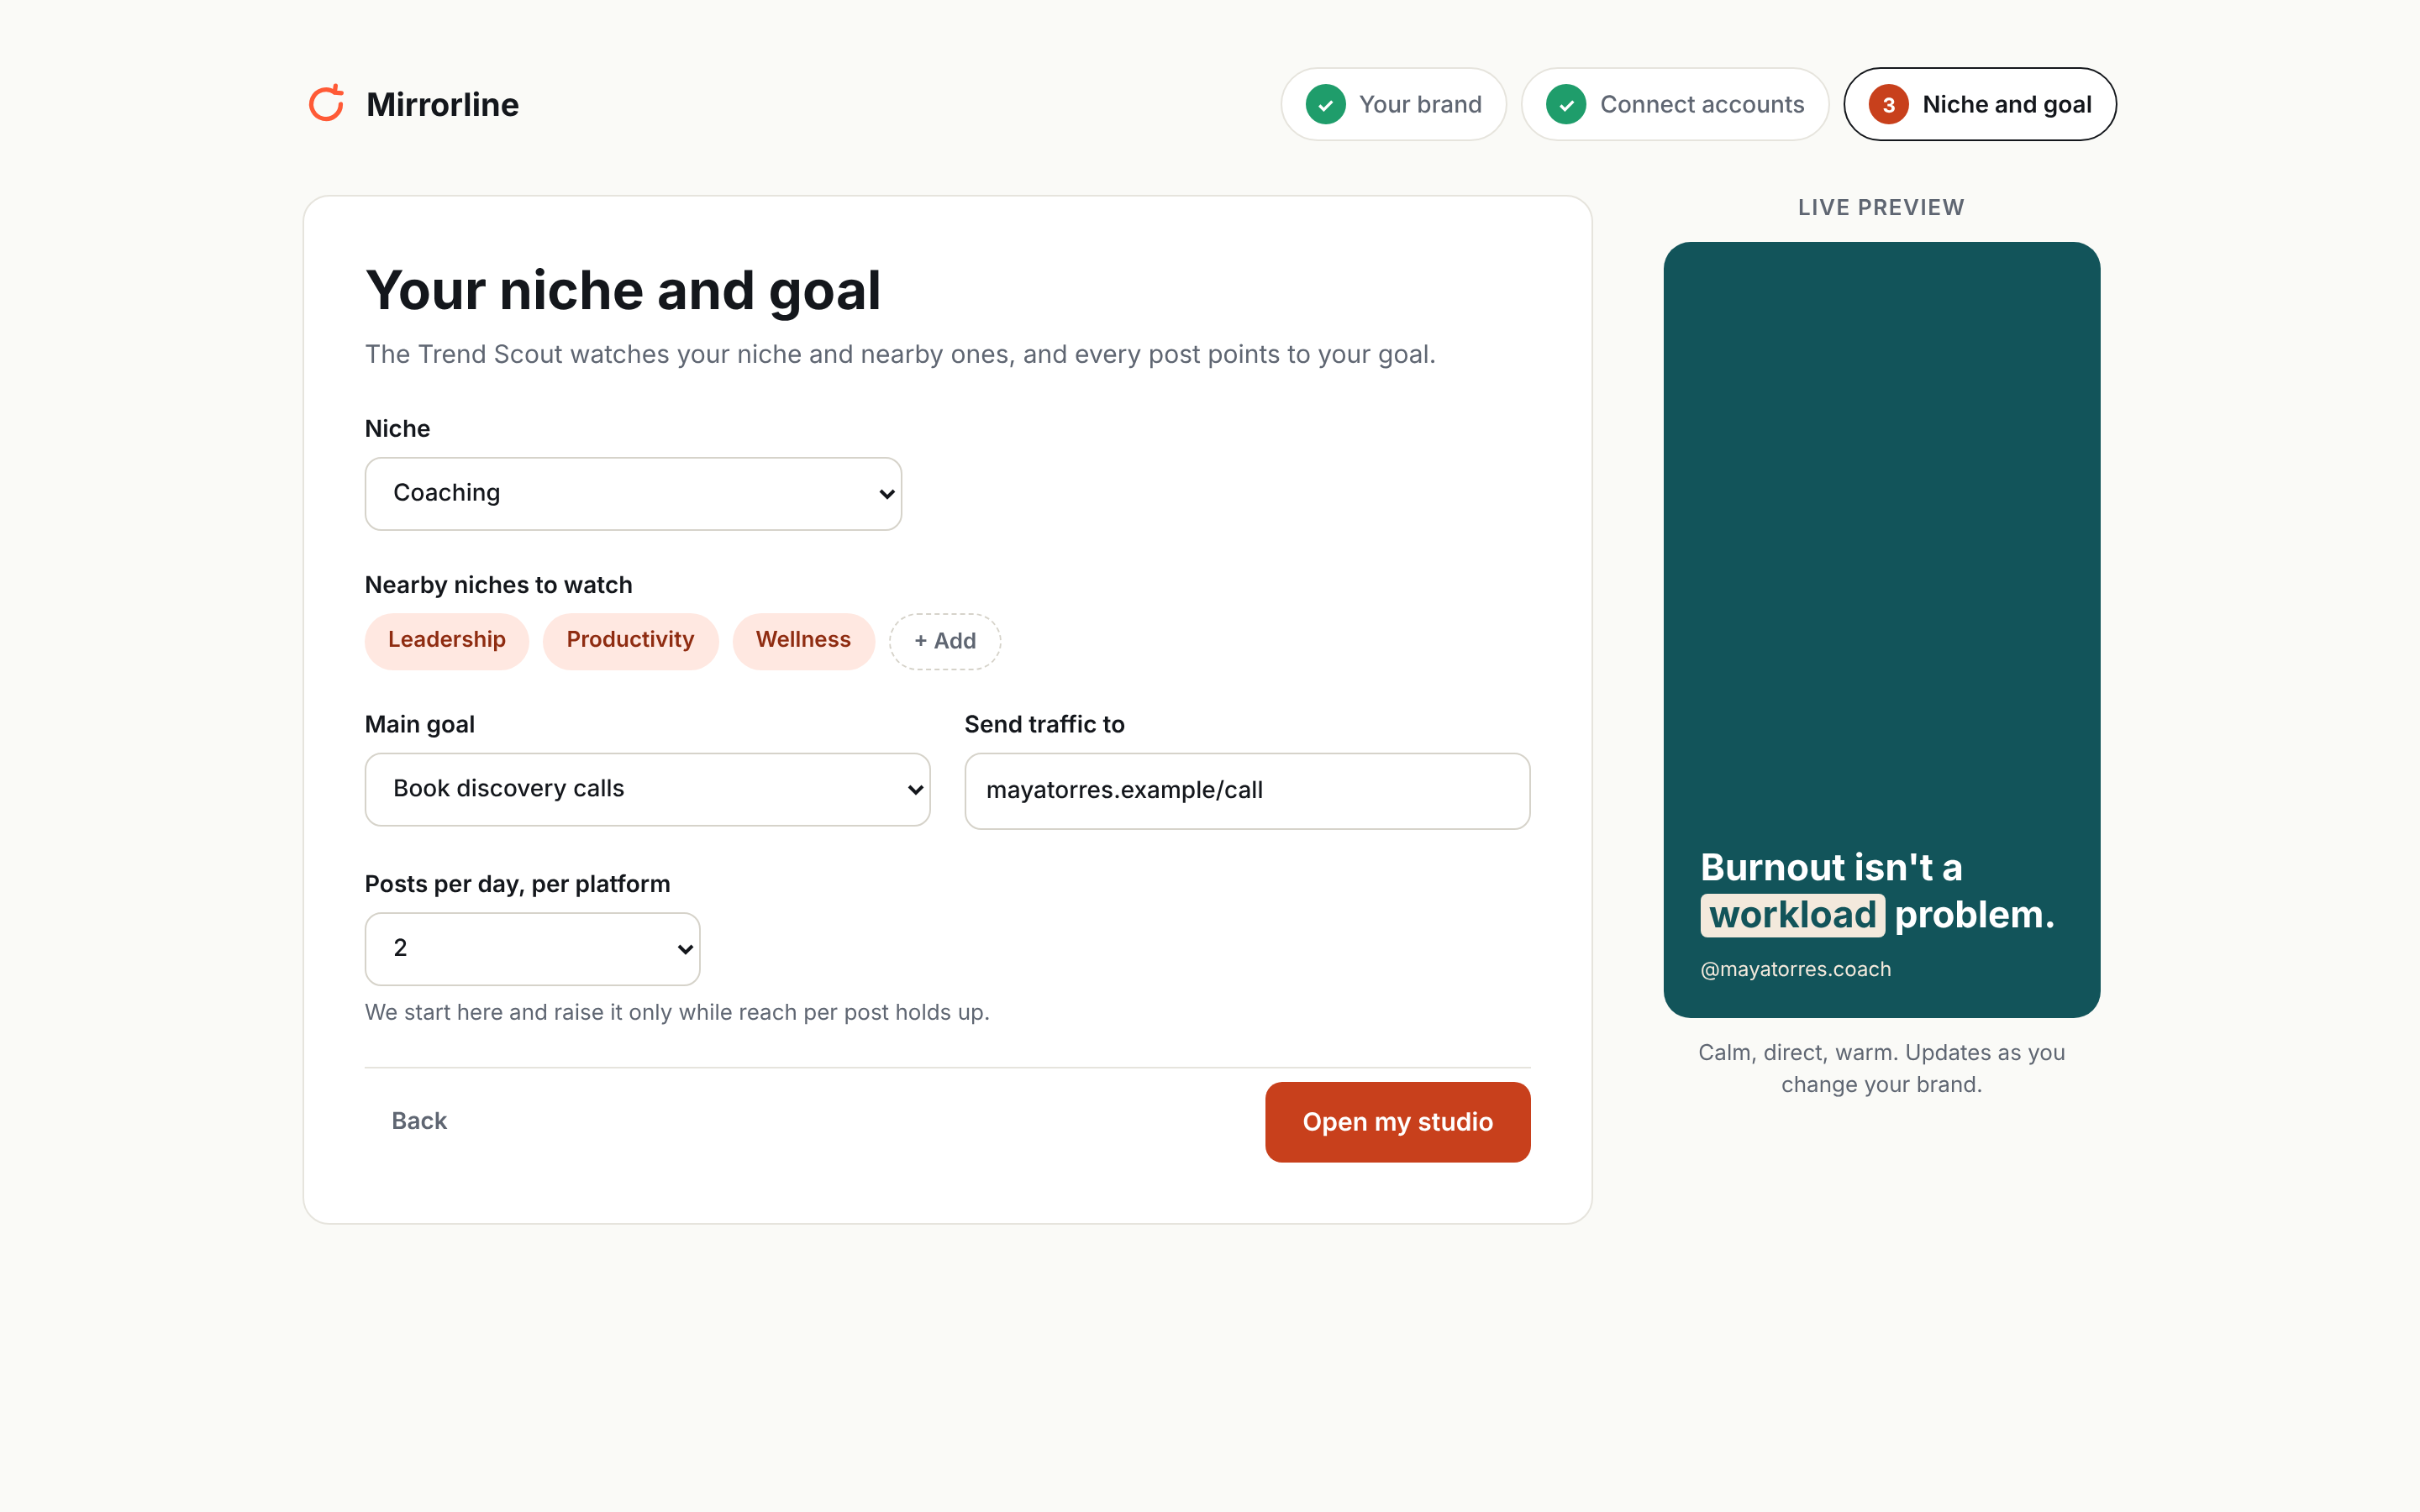 Mirrorline
Your brand
Connect accounts
3 Niche and goal
Your niche and goal
The Trend Scout watches your niche and nearby ones, and every post points to your goal.
Niche
Coaching
Nearby niches to watch
Leadership
Productivity
Wellness
+ Add
Main goal
Book discovery calls
Send traffic to
mayatorres.example/call
Posts per day, per platform
2
We start here and raise it only while reach per post holds up.
Back
Open my studio
LIVE PREVIEW
Burnout isn't a
workload problem.
@mayatorres.coach
Calm, direct, warm. Updates as you
change your brand.